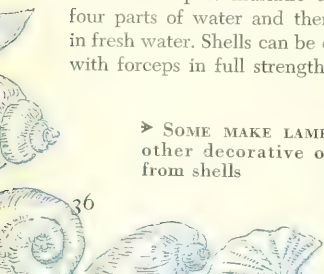 four parts of water and then
in fresh water. Shells can be
with forceps in full strength
➤ SOME MAKE LAMP
other decorative
from shells
36